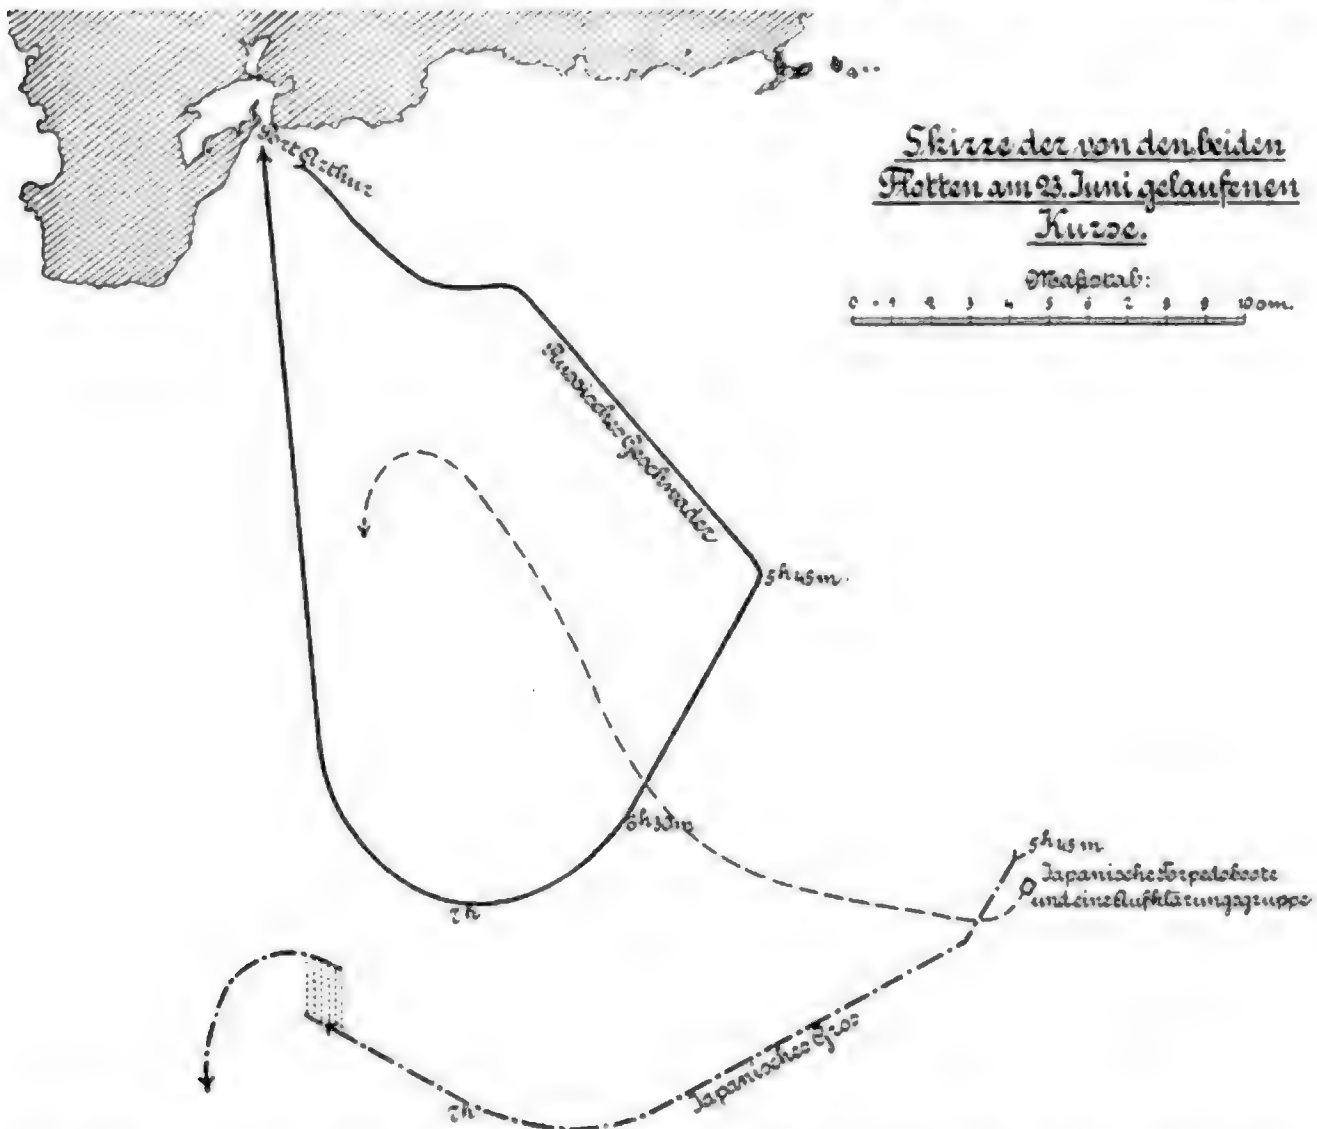 Skizze der von den beiden
Flotten am 23. Juni gelaufenen
Kurse.
Maßstab:
0 1 2 3 4 5 6 7 8 9 10 sm.
Port Arthur
Russisches Geschwader
5h 45m.
6h 30m
7h
5h 45m.
Japanische Torpedoboote
und eine Aufklärungsgruppe
Japanisches Gros
7h